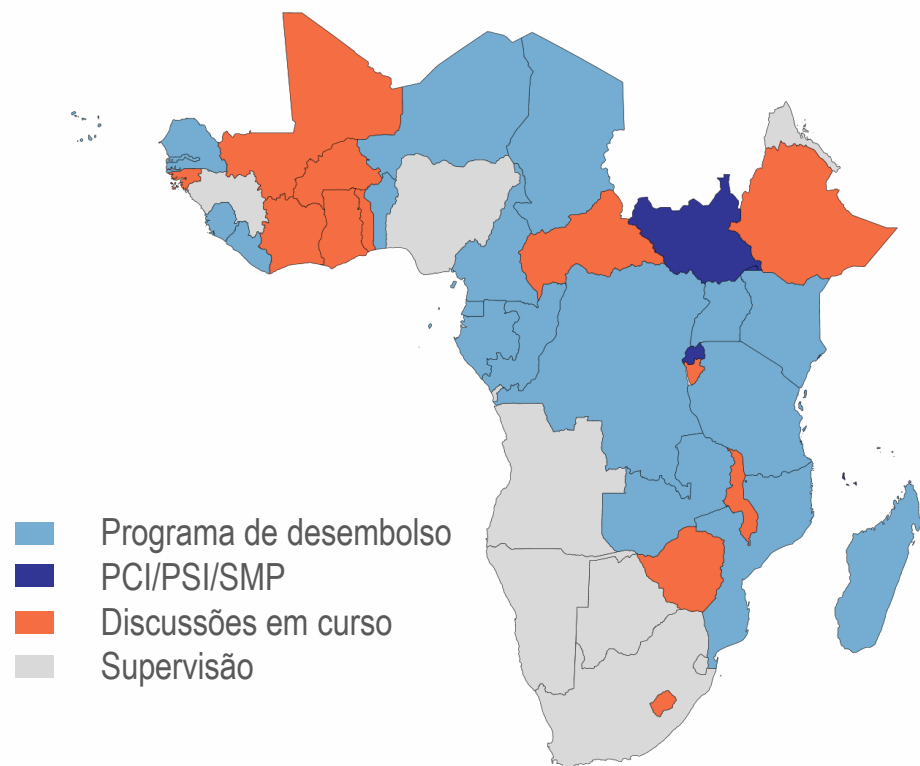 Programa de desembolso
PCI/PSI/SMP
Discussões em curso
Supervisão